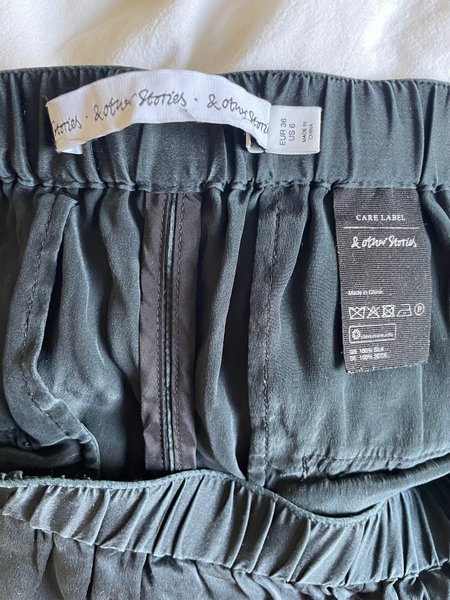 Stories · & other Stories · & other Stories
EUR 36
US 6
MADE IN
CHINA
CARE LABEL
& other Stories
Made in China
GB 100% SILK
DE 100% SEIDE